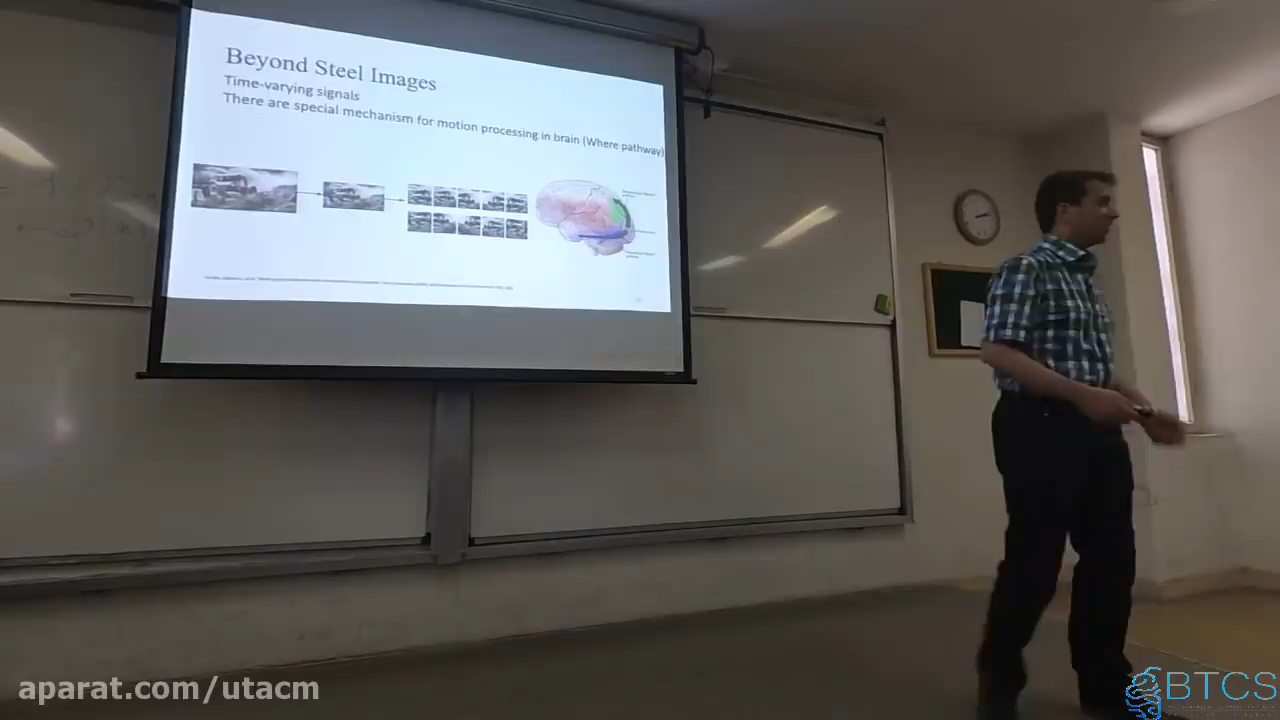 Beyond Steel Images
Time-varying signals
There are special mechanism for motion processing in brain (Where pathway)
aparat.com/utacm
BTCS